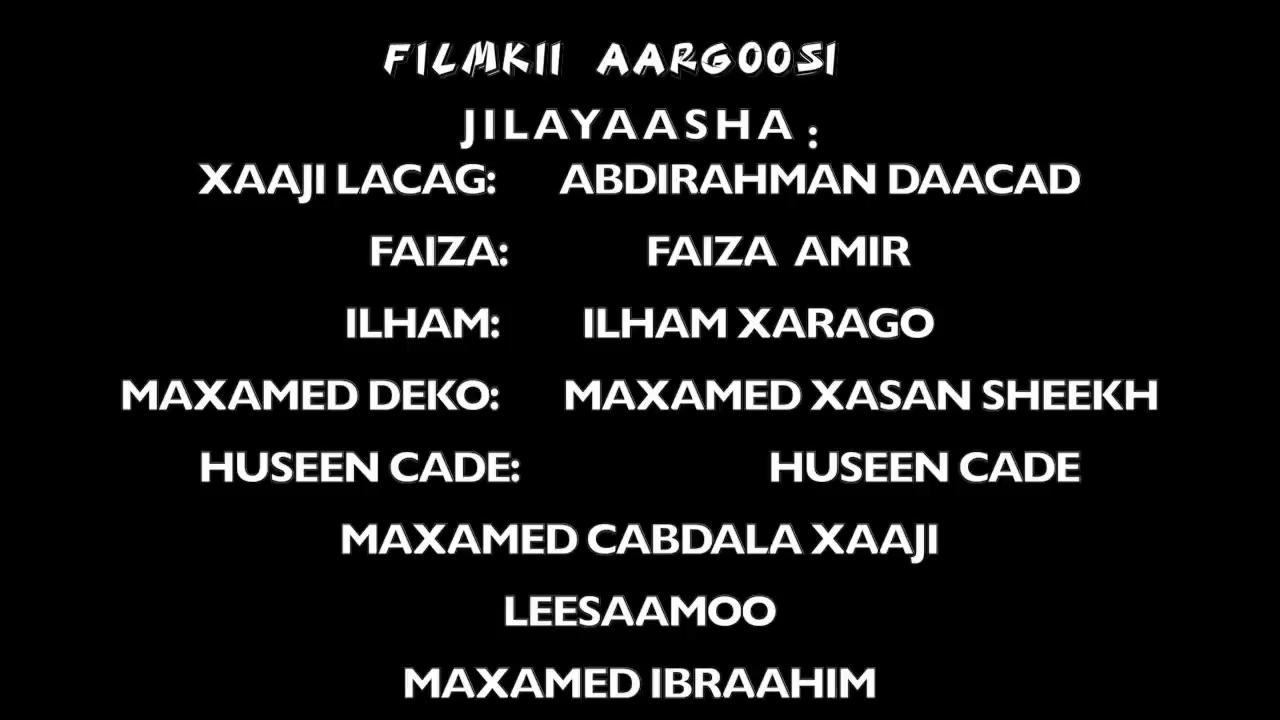 FILMKII AARGOOSI
JILAYAASHA :
XAAJI LACAG: ABDIRAHMAN DAACAD
FAIZA: FAIZA AMIR
ILHAM: ILHAM XARAGO
MAXAMED DEKO: MAXAMED XASAN SHEEKH
HUSEEN CADE: HUSEEN CADE
MAXAMED CABDALA XAAJI
LEESAAMOO
MAXAMED IBRAAHIM